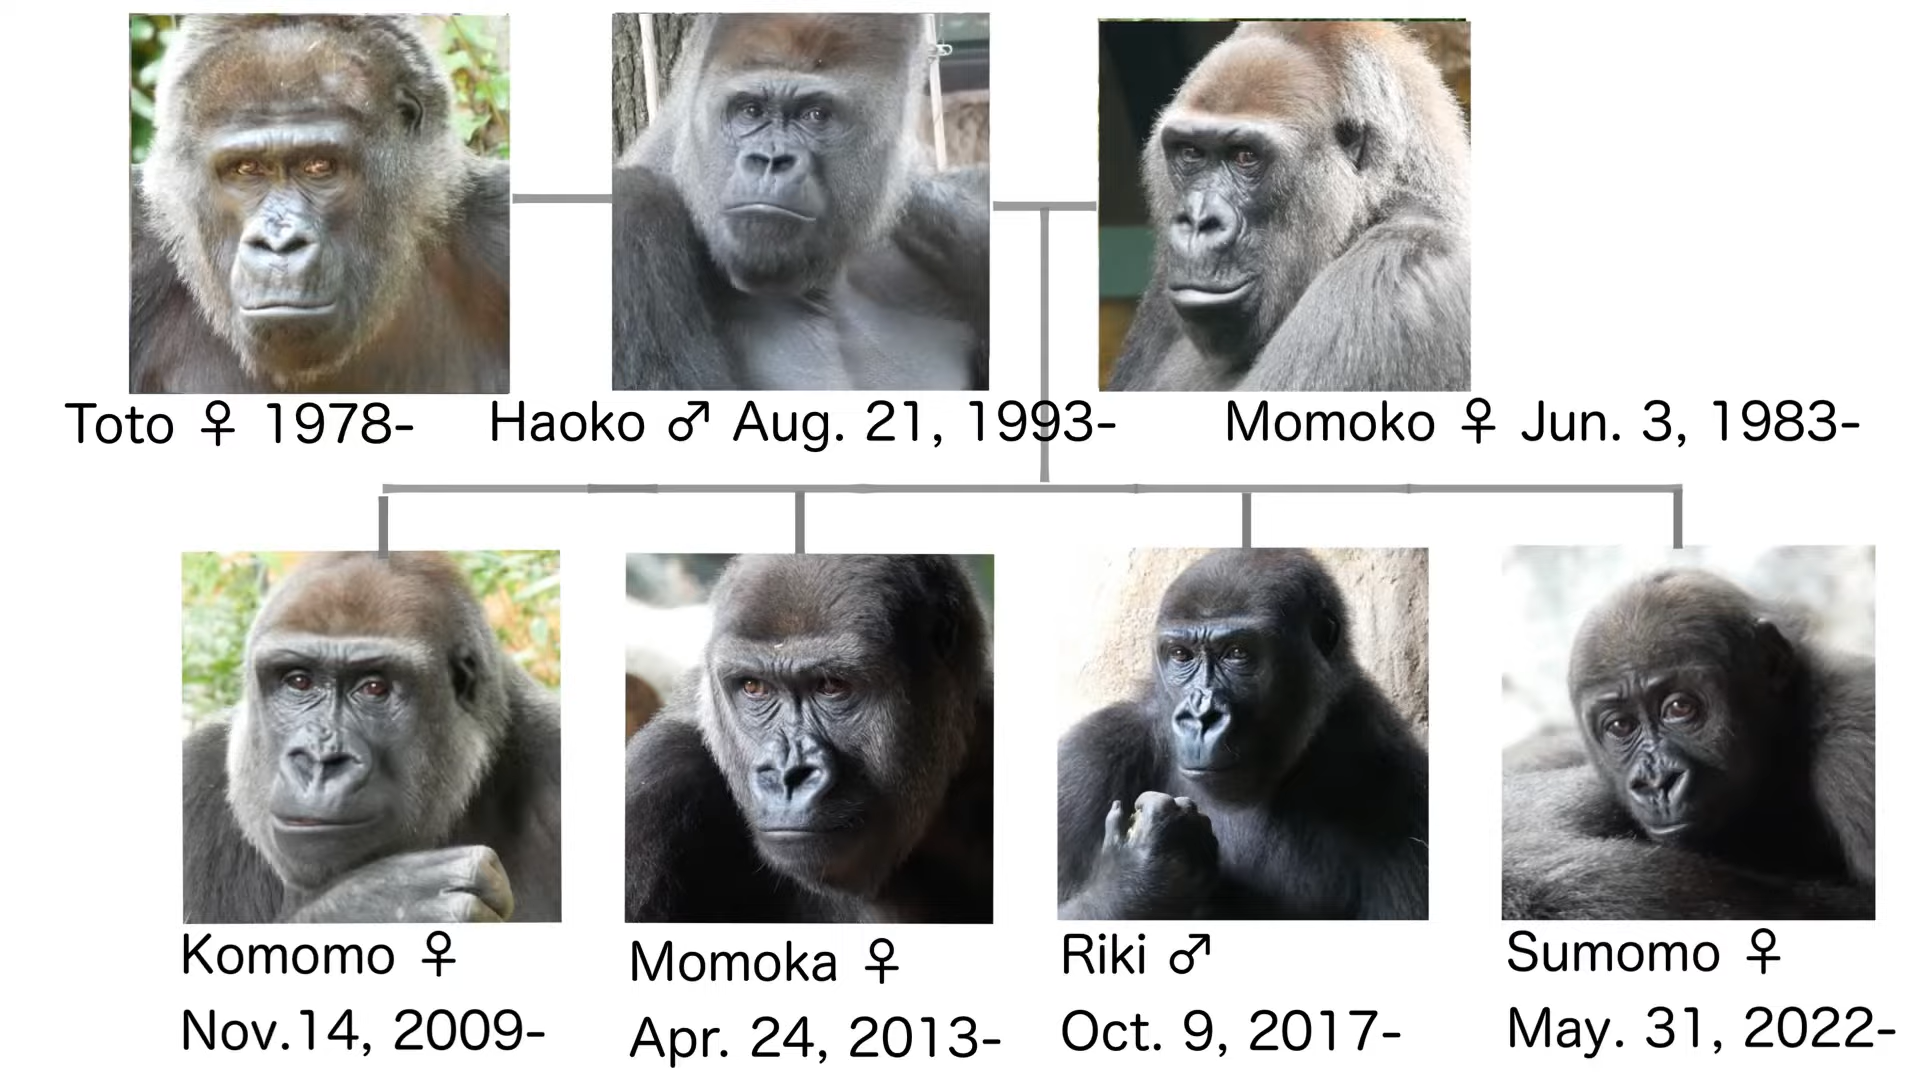 Toto ♀ 1978-
Haoko ♂ Aug. 21, 1993-
Momoko ♀ Jun. 3, 1983-
Komomo ♀
Nov.14, 2009-
Momoka ♀
Apr. 24, 2013-
Riki ♂
Oct. 9, 2017-
Sumomo ♀
May. 31, 2022-